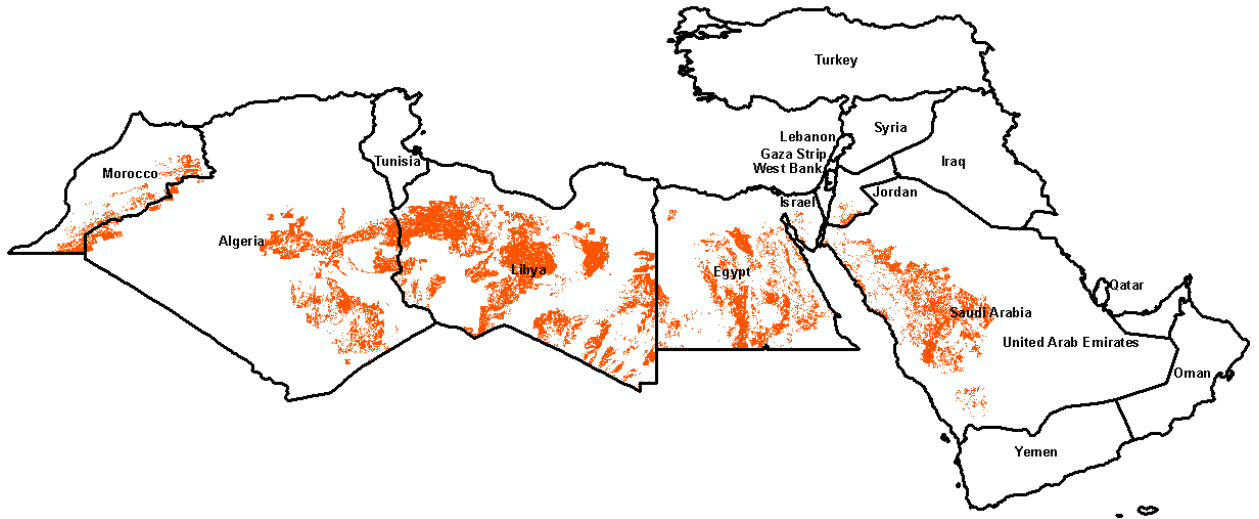 Turkey
Lebanon
Syria
Gaza Strip
Iraq
West Bank
Tunisia
Morocco
Jordan
Israel
Algeria
Libya
Egypt
Qatar
Saudi Arabia
United Arab Emirates
Oman
Yemen